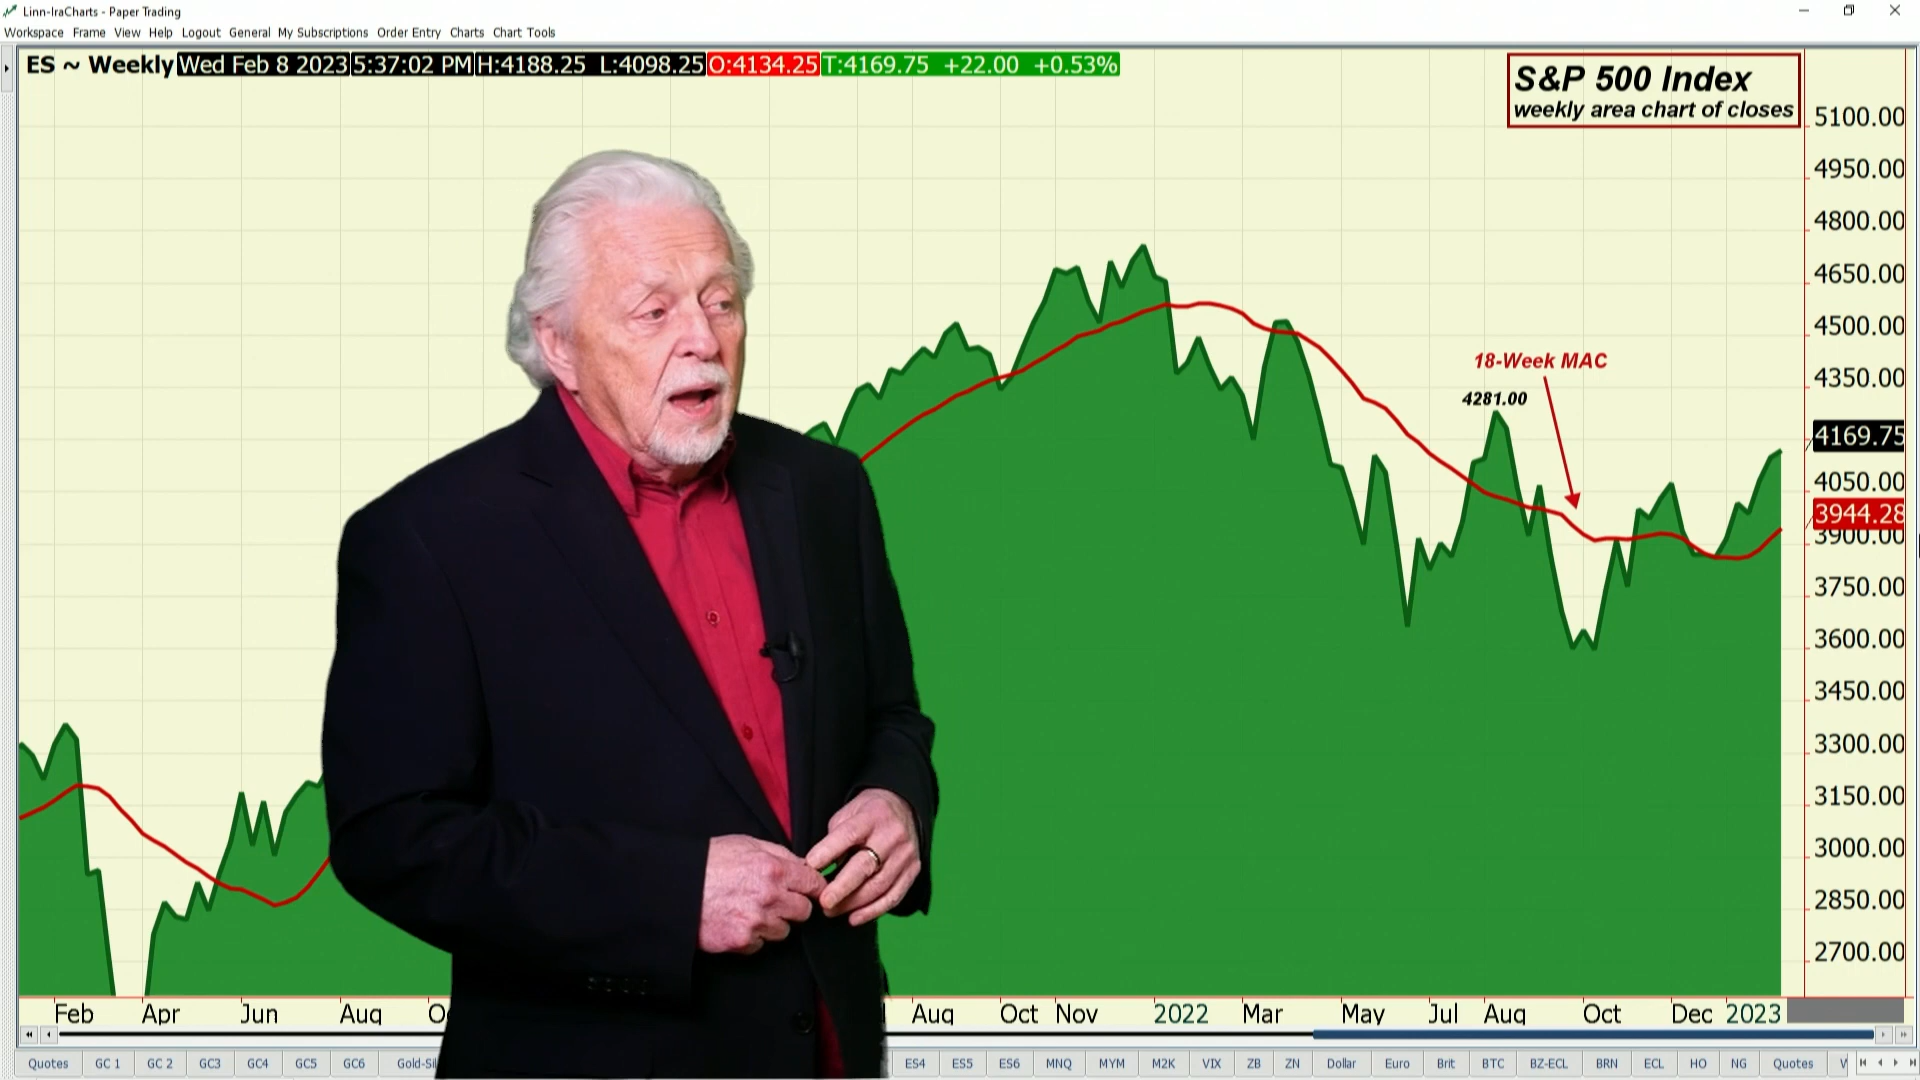 Linn-IraCharts - Paper Trading
Workspace Frame View Help Logout General My Subscriptions Order Entry Charts Chart Tools
ES ~ Weekly Wed Feb 8 2023 5:37:02 PM H:4188.25 L:4098.25 O:4134.25 T:4169.75 +22.00 +0.53%
S&P 500 Index
weekly area chart of closes
5100.00
4950.00
4800.00
4650.00
4500.00
18-Week MAC
4350.00
4281.00
4169.75
4050.00
3944.28
3900.00
3750.00
3600.00
3450.00
3300.00
3150.00
3000.00
2850.00
2700.00
Feb Apr Jun Aug Aug Oct Nov 2022 Mar May Jul Aug Oct Dec 2023
Quotes GC 1 GC 2 GC3 GC4 GC5 GC6 Gold-Sil ES4 ES5 ES6 MNQ MYM M2K VIX ZB ZN Dollar Euro Brit BTC BZ-ECL BRN ECL HO NG Quotes